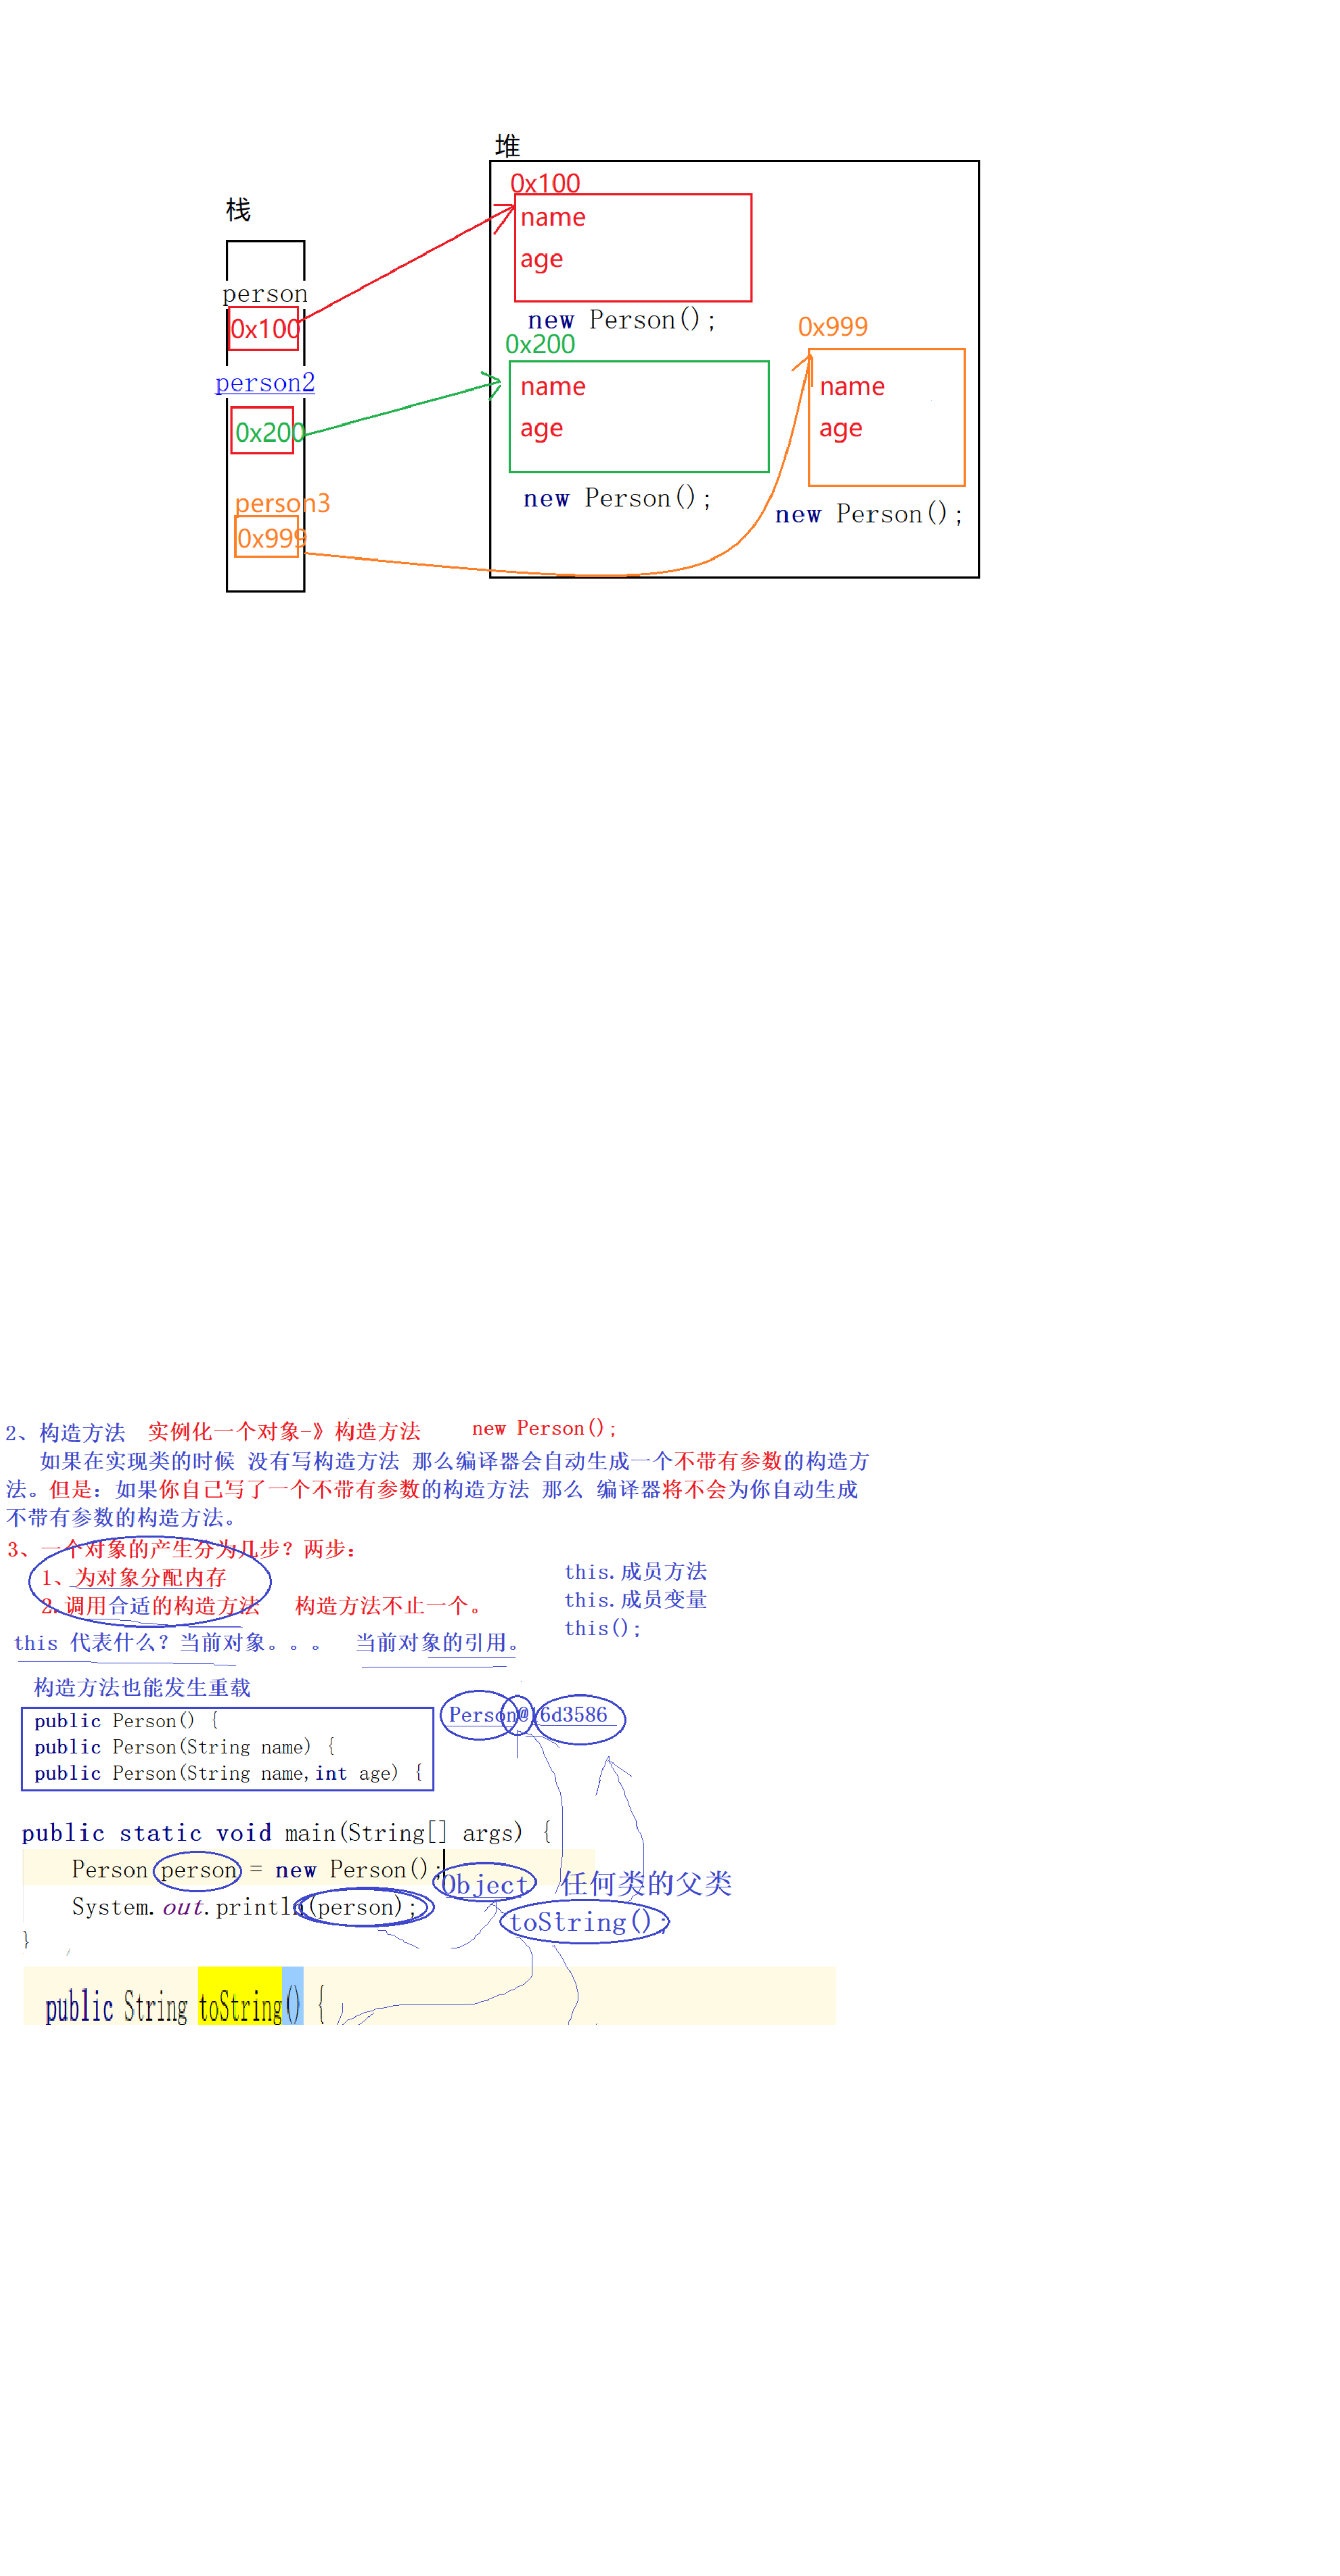 堆
0x100
name
age
new Person();
栈
person
0x100
person2
0x200
person3
0x999
0x200
name
age
new Person();
0x999
name
age
new Person();
2、构造方法 实例化一个对象-》构造方法 new Person();
如果在实现类的时候 没有写构造方法 那么编译器会自动生成一个不带有参数的构造方
法。但是：如果你自己写了一个不带有参数的构造方法 那么 编译器将不会为你自动生成
不带有参数的构造方法。
3、一个对象的产生分为几步？两步：
1、为对象分配内存
2.调用合适的构造方法 构造方法不止一个。
this.成员方法
this.成员变量
this();
this 代表什么？当前对象。。。 当前对象的引用。
构造方法也能发生重载
public Person() {
public Person(String name) {
public Person(String name,int age) {
Person@16d3586
public static void main(String[] args) {
Person person = new Person();
System.out.println(person);
}
Object 任何类的父类
toString();
public String toString() {